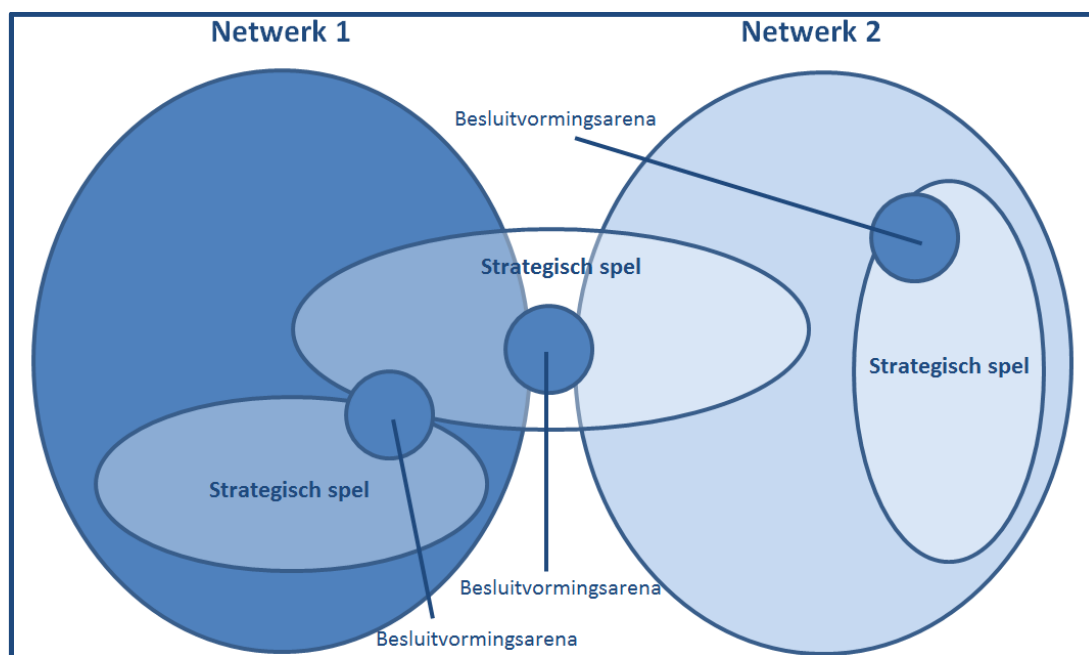 Netwerk 1
Netwerk 2
Besluitvormingsarena
Strategisch spel
Strategisch spel
Strategisch spel
Besluitvormingsarena
Besluitvormingsarena